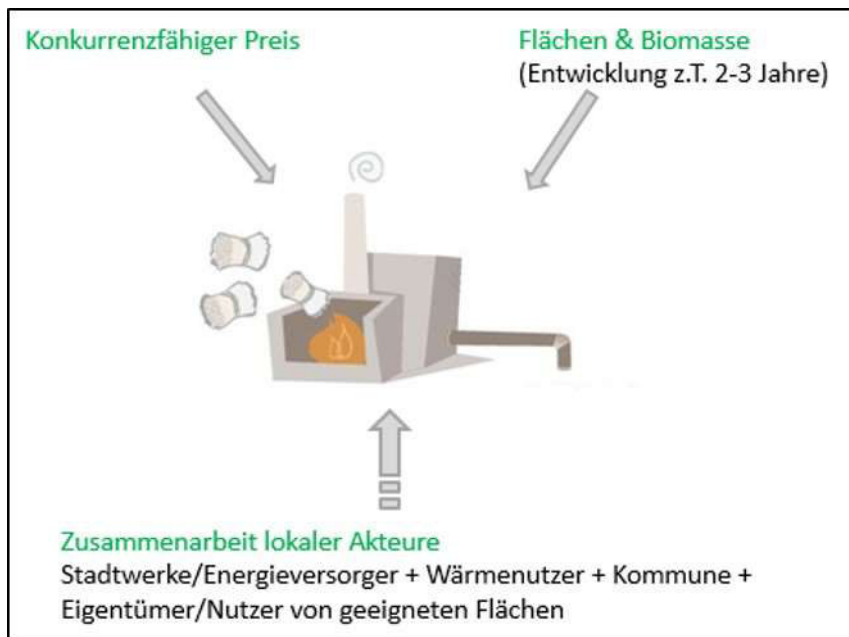 Konkurrenzfähiger Preis
Flächen & Biomasse
(Entwicklung z.T. 2-3 Jahre)
Zusammenarbeit lokaler Akteure
Stadtwerke/Energieversorger + Wärmenutzer + Kommune +
Eigentümer/Nutzer von geeigneten Flächen